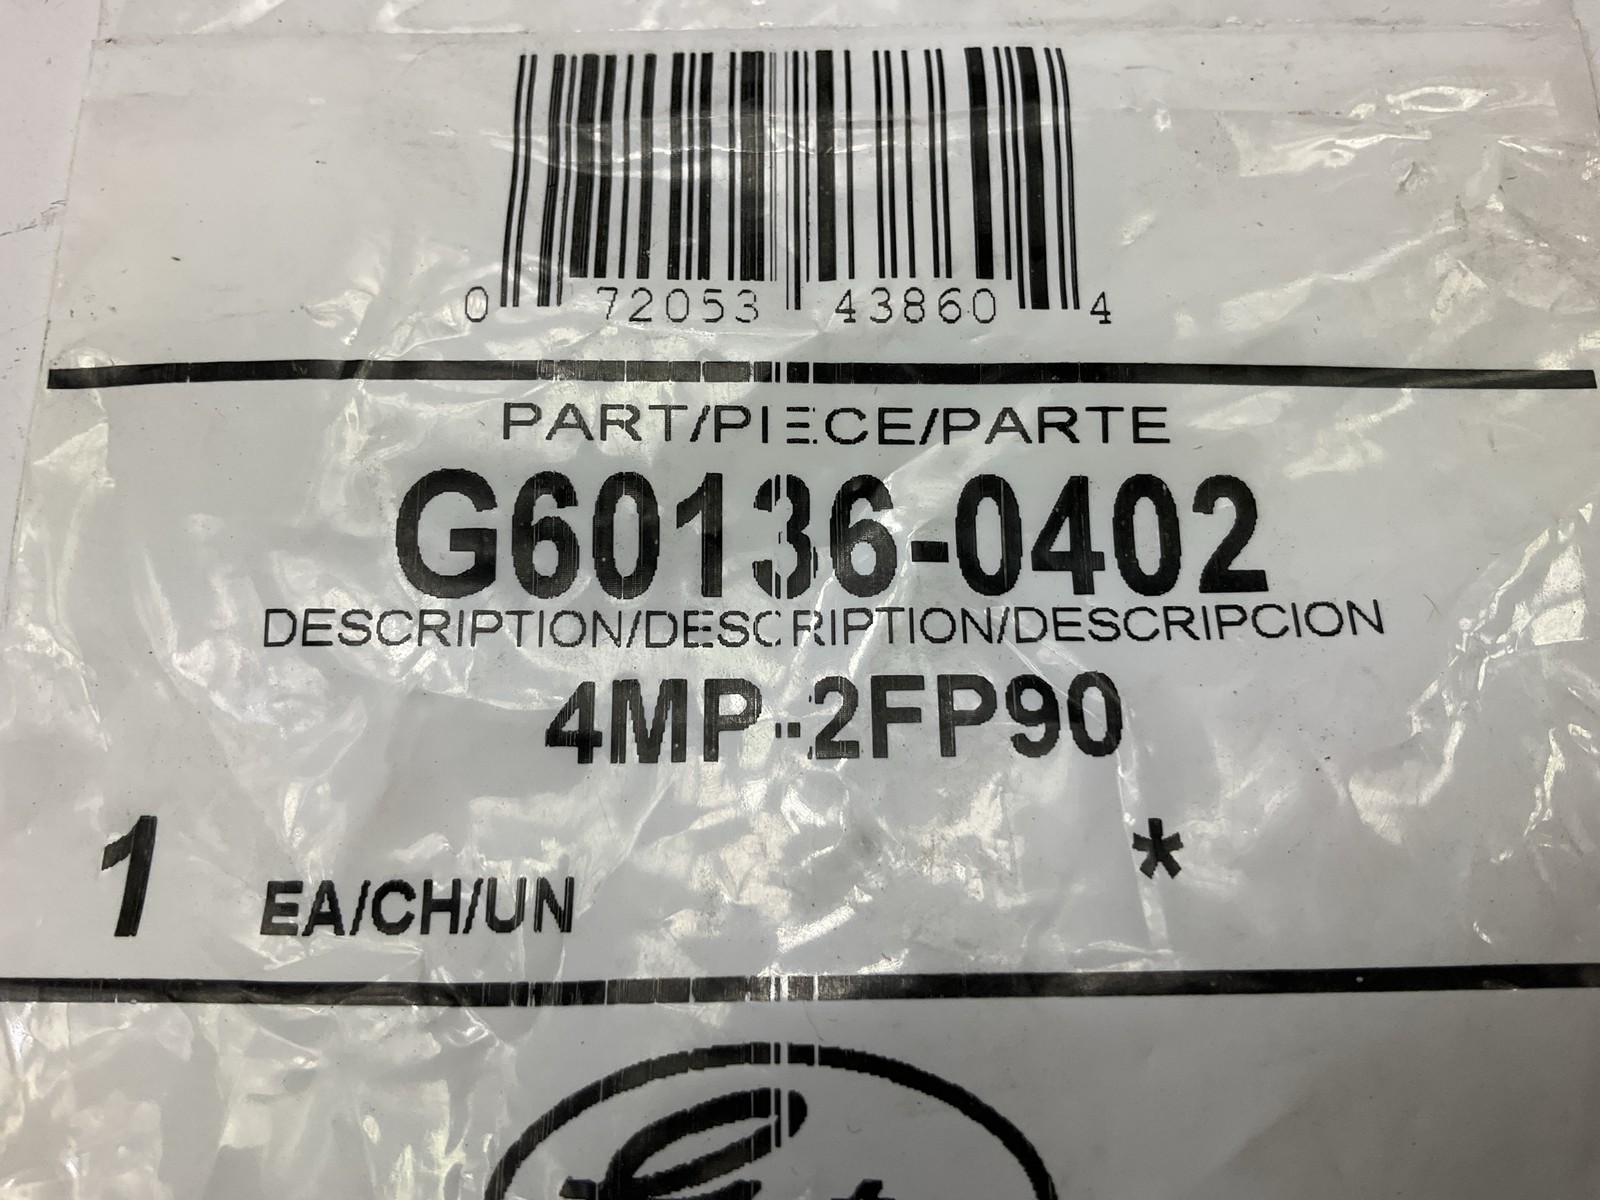 0 72053 43860 4
PART/PIECE/PARTE
G60136-0402
DESCRIPTION/DESCRIPTION/DESCRIPCION
4MP-2FP90
*
1 EA/CH/UN